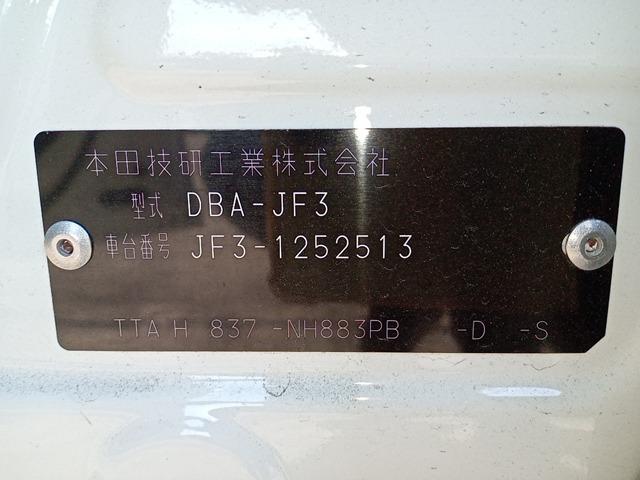 本田技研工業株式会社
型式 DBA-JF3
車台番号 JF3-1252513
TTA H 837 -NH883PB -D -S